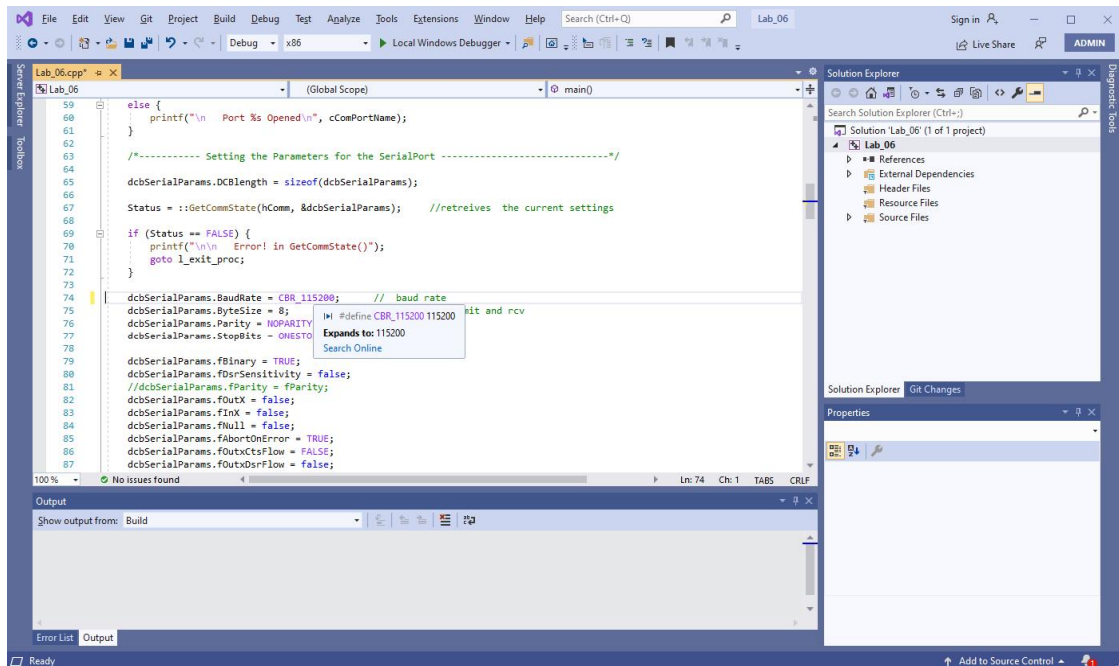 File Edit View Git Project Build Debug Test Analyze Tools Extensions Window Help Search (Ctrl+Q) Lab_06 Sign in
Debug x86 Local Windows Debugger Live Share ADMIN
Server Explorer
Toolbox
Lab_06.cpp*
Lab_06 (Global Scope) main()
59 else {
60 printf("\n   Port %s Opened\n", cComPortName);
61 }
62
63 /*----------- Setting the Parameters for the SerialPort ------------------------------*/
64
65 dcbSerialParams.DCBlength = sizeof(dcbSerialParams);
66
67 Status = ::GetCommState(hComm, &dcbSerialParams);    //retreives  the current settings
68
69 if (Status == FALSE) {
70 printf("\n\n   Error! in GetCommState()");
71 goto l_exit_proc;
72 }
73
74 dcbSerialParams.BaudRate = CBR_115200;     //  baud rate
75 dcbSerialParams.ByteSize = 8; mit and rcv
76 dcbSerialParams.Parity = NOPARITY
77 dcbSerialParams.StopBits = ONESTO
78
79 dcbSerialParams.fBinary = TRUE;
80 dcbSerialParams.fDsrSensitivity = false;
81 //dcbSerialParams.fParity = fParity;
82 dcbSerialParams.fOutX = false;
83 dcbSerialParams.fInX = false;
84 dcbSerialParams.fNull = false;
85 dcbSerialParams.fAbortOnError = TRUE;
86 dcbSerialParams.fOutxCtsFlow = FALSE;
87 dcbSerialParams.fOutxDsrFlow = false;
#define CBR_115200 115200
Expands to: 115200
Search Online
100 % No issues found Ln: 74 Ch: 1 TABS CRLF
Output
Show output from: Build
Error List Output
Solution Explorer
Search Solution Explorer (Ctrl+;)
Solution 'Lab_06' (1 of 1 project)
Lab_06
References
External Dependencies
Header Files
Resource Files
Source Files
Solution Explorer Git Changes
Properties
Diagnostic Tools
Ready Add to Source Control 1